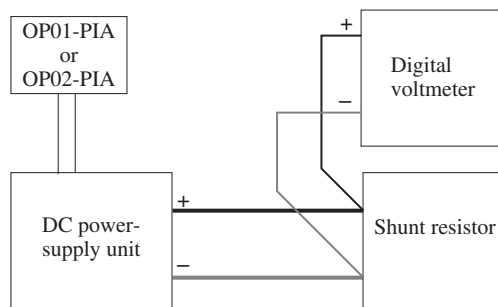 OP01-PIA
or
OP02-PIA
+
Digital
voltmeter
−
+
DC power-
supply unit
Shunt resistor
−